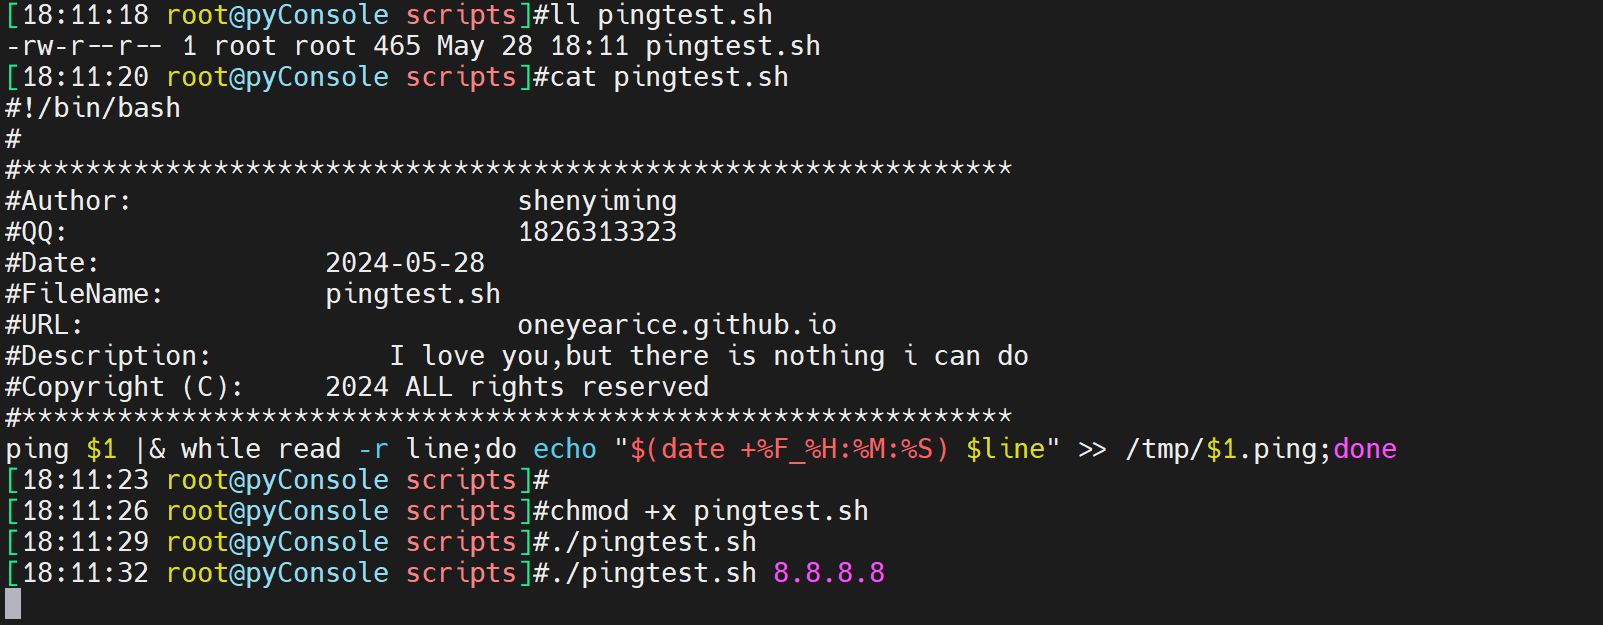 [18:11:18 root@pyConsole scripts]#ll pingtest.sh
-rw-r--r-- 1 root root 465 May 28 18:11 pingtest.sh
[18:11:20 root@pyConsole scripts]#cat pingtest.sh
#!/bin/bash
#
#**************************************************************
#Author:                        shenyiming
#QQ:                            1826313323
#Date:              2024-05-28
#FileName:          pingtest.sh
#URL:                           oneyearice.github.io
#Description:           I love you,but there is nothing i can do
#Copyright (C):     2024 ALL rights reserved
#**************************************************************
ping $1 |& while read -r line;do echo "$(date +%F_%H:%M:%S) $line" >> /tmp/$1.ping;done
[18:11:23 root@pyConsole scripts]#
[18:11:26 root@pyConsole scripts]#chmod +x pingtest.sh
[18:11:29 root@pyConsole scripts]#./pingtest.sh
[18:11:32 root@pyConsole scripts]#./pingtest.sh 8.8.8.8